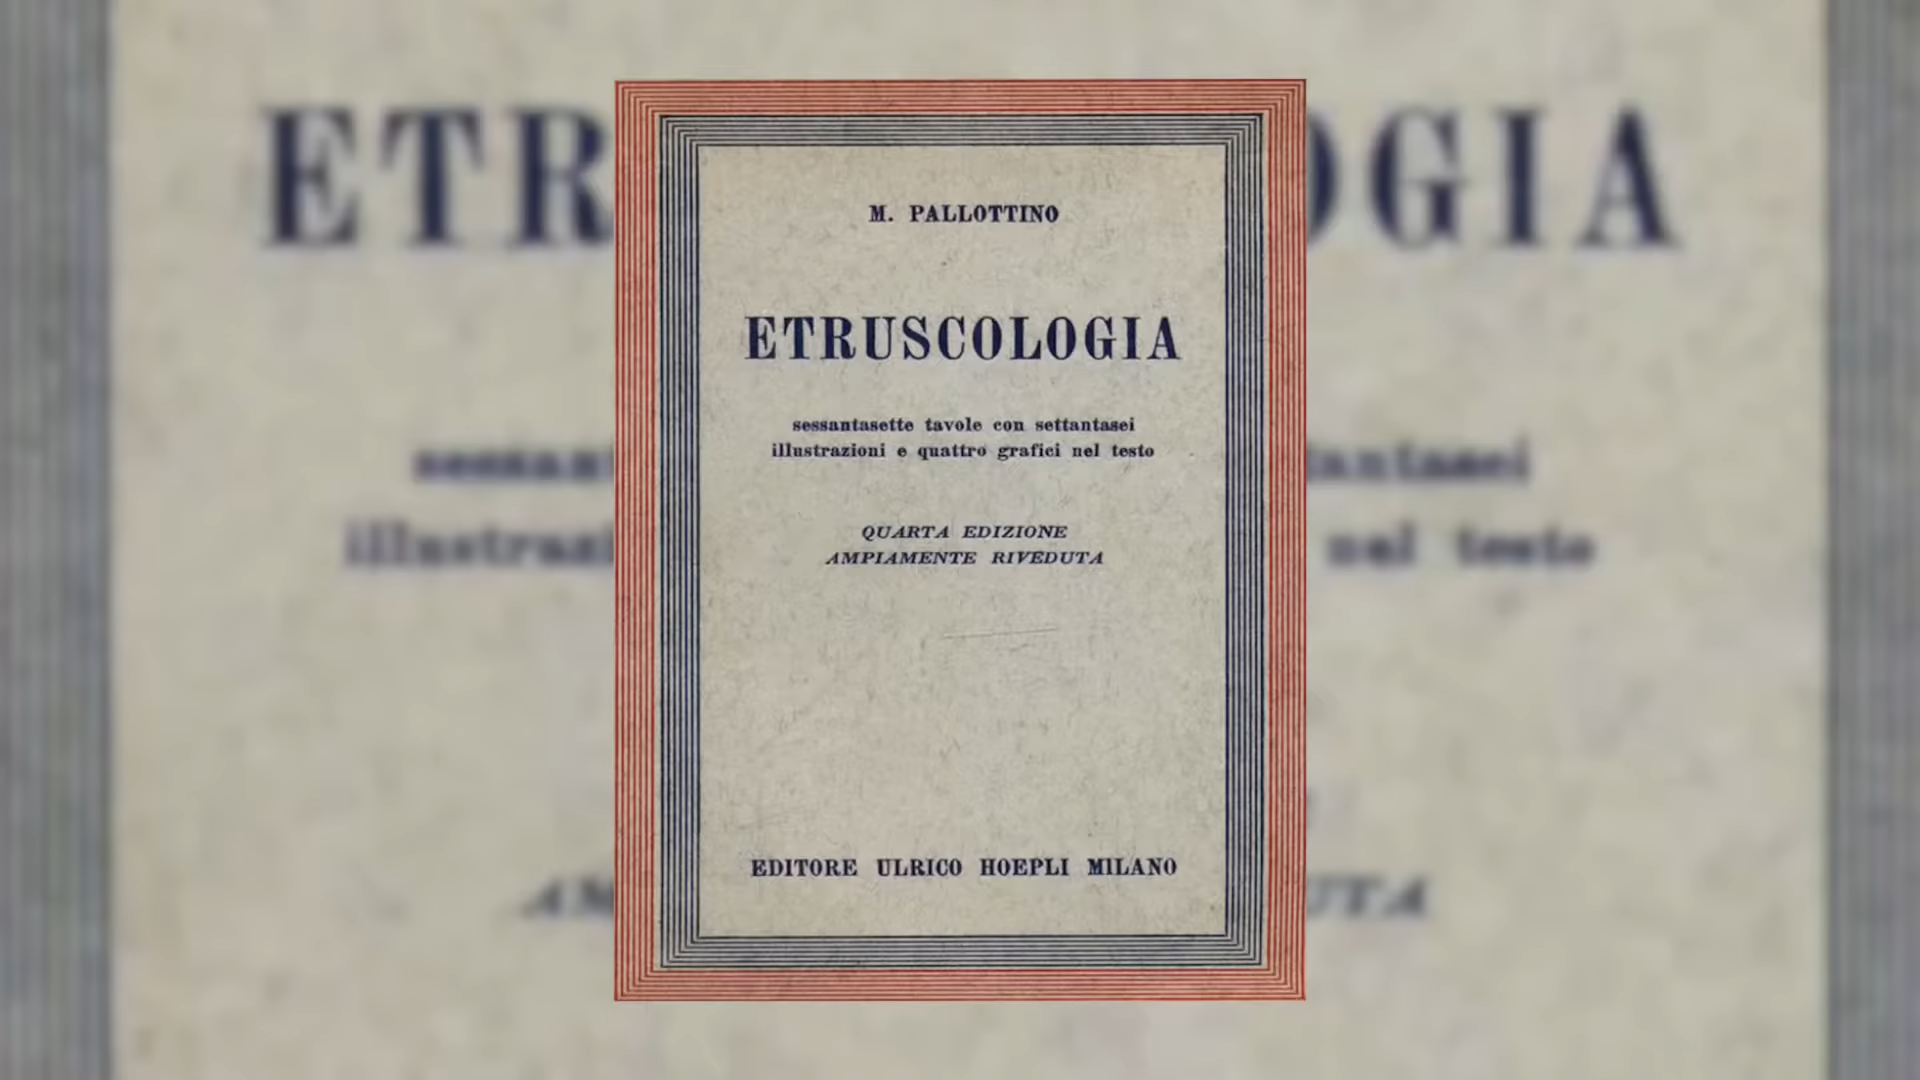 M. PALLOTTINO
ETRUSCOLOGIA
sessantasette tavole con settantasei
illustrazioni e quattro grafici nel testo
QUARTA EDIZIONE
AMPIAMENTE RIVEDUTA
EDITORE ULRICO HOEPLI MILANO